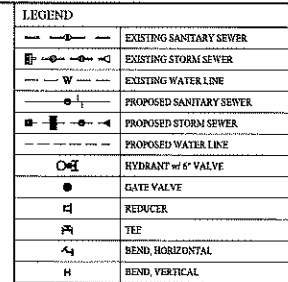 LEGEND
EXISTING SANITARY SEWER
EXISTING STORM SEWER
W EXISTING WATER LINE
PROPOSED SANITARY SEWER
PROPOSED STORM SEWER
PROPOSED WATER LINE
HYDRANT w/ 6" VALVE
GATE VALVE
REDUCER
TEE
BEND, HORIZONTAL
BEND, VERTICAL